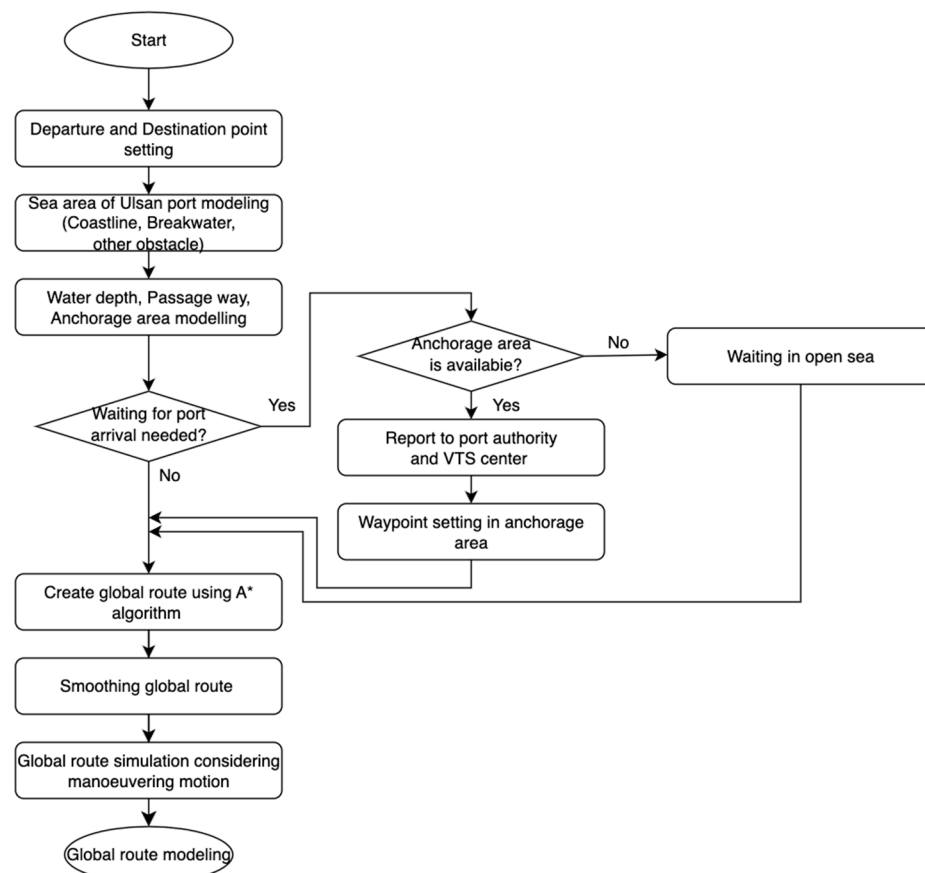 Start
Departure and Destination point
setting
Sea area of Ulsan port modeling
(Coastline, Breakwater,
other obstacle)
Water depth, Passage way,
Anchorage area modelling
Waiting for port
arrival needed?
Yes
No
Anchorage area
is availabie?
No
Waiting in open sea
Yes
Report to port authority
and VTS center
Waypoint setting in anchorage
area
Create global route using A*
algorithm
Smoothing global route
Global route simulation considering
manoeuvering motion
Global route modeling